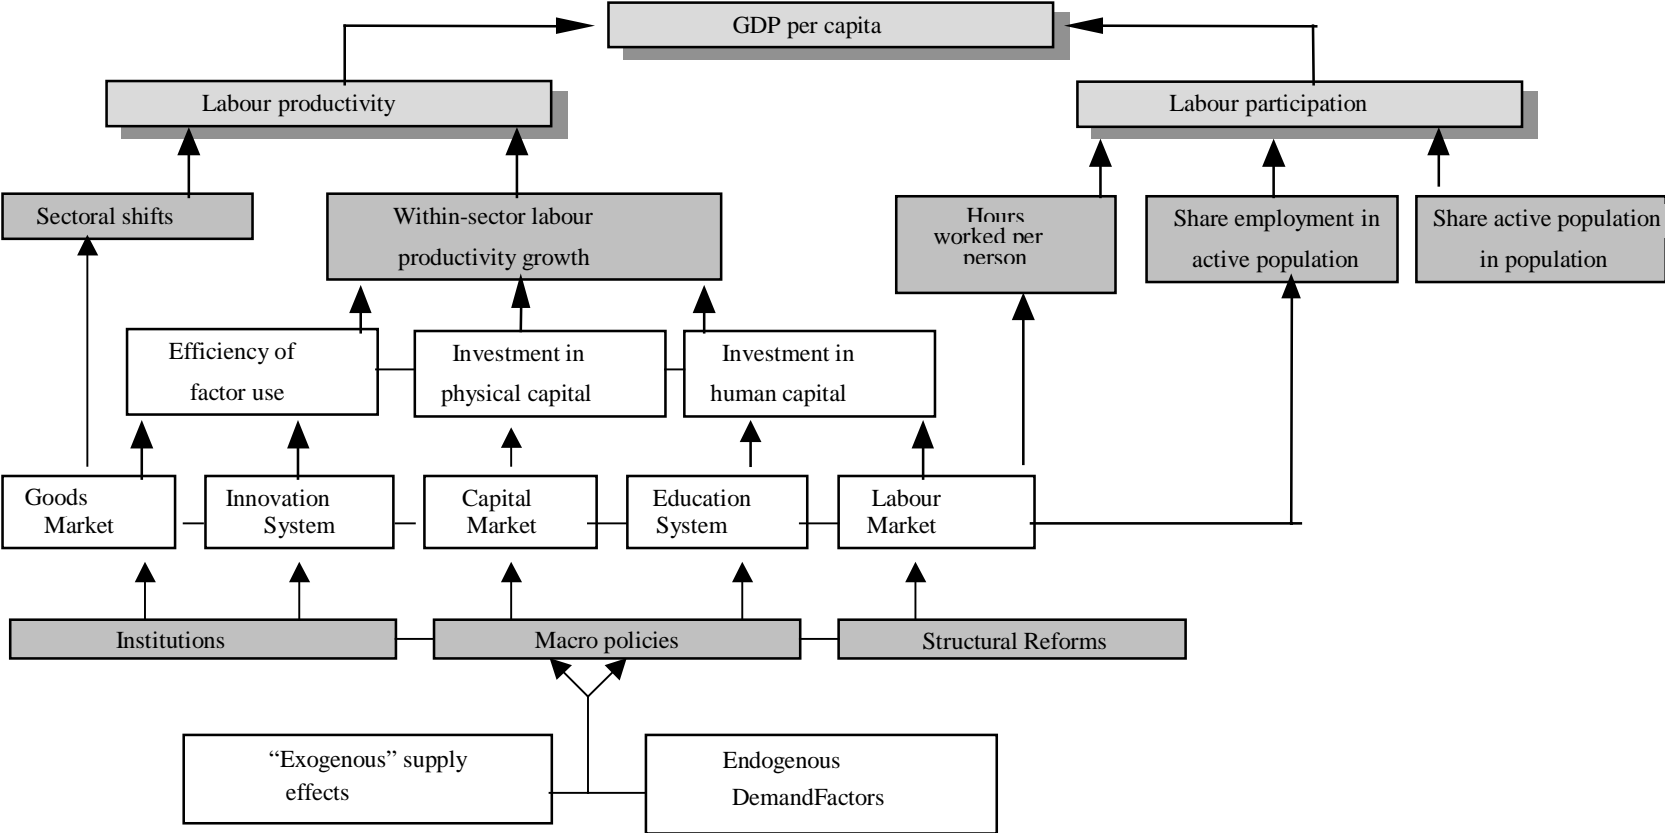 GDP per capita
Labour productivity
Labour participation
Sectoral shifts
Within-sector labour
productivity growth
Hours
worked per
person
Share employment in
active population
Share active population
in population
Efficiency of
factor use
Investment in
physical capital
Investment in
human capital
Goods
Market
Innovation
System
Capital
Market
Education
System
Labour
Market
Institutions
Macro policies
Structural Reforms
“Exogenous” supply
effects
Endogenous
DemandFactors